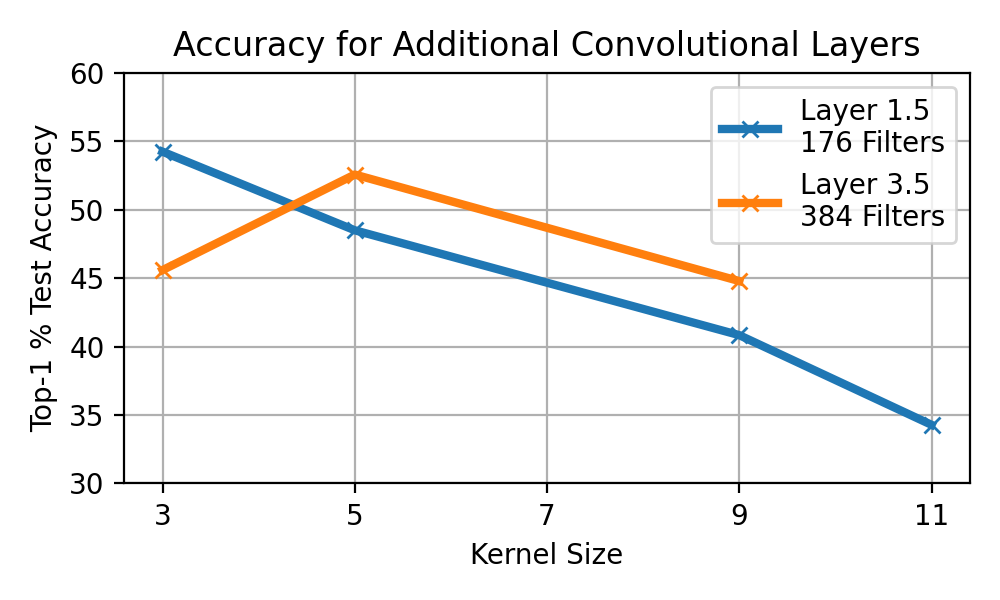 Accuracy for Additional Convolutional Layers
60
55
50
45
40
35
30
Top-1 % Test Accuracy
Layer 1.5
176 Filters
Layer 3.5
384 Filters
3 5 7 9 11
Kernel Size